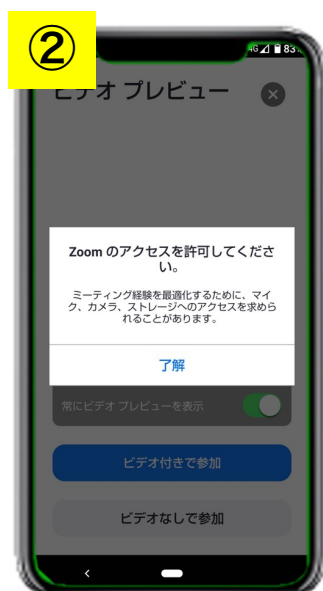 ②
4G 83%
ビデオ プレビュー
Zoom のアクセスを許可してくださ
い。
ミーティング経験を最適化するために、マイ
ク、カメラ、ストレージへのアクセスを求めら
れることがあります。
了解
常にビデオ プレビューを表示
ビデオ付きで参加
ビデオなしで参加